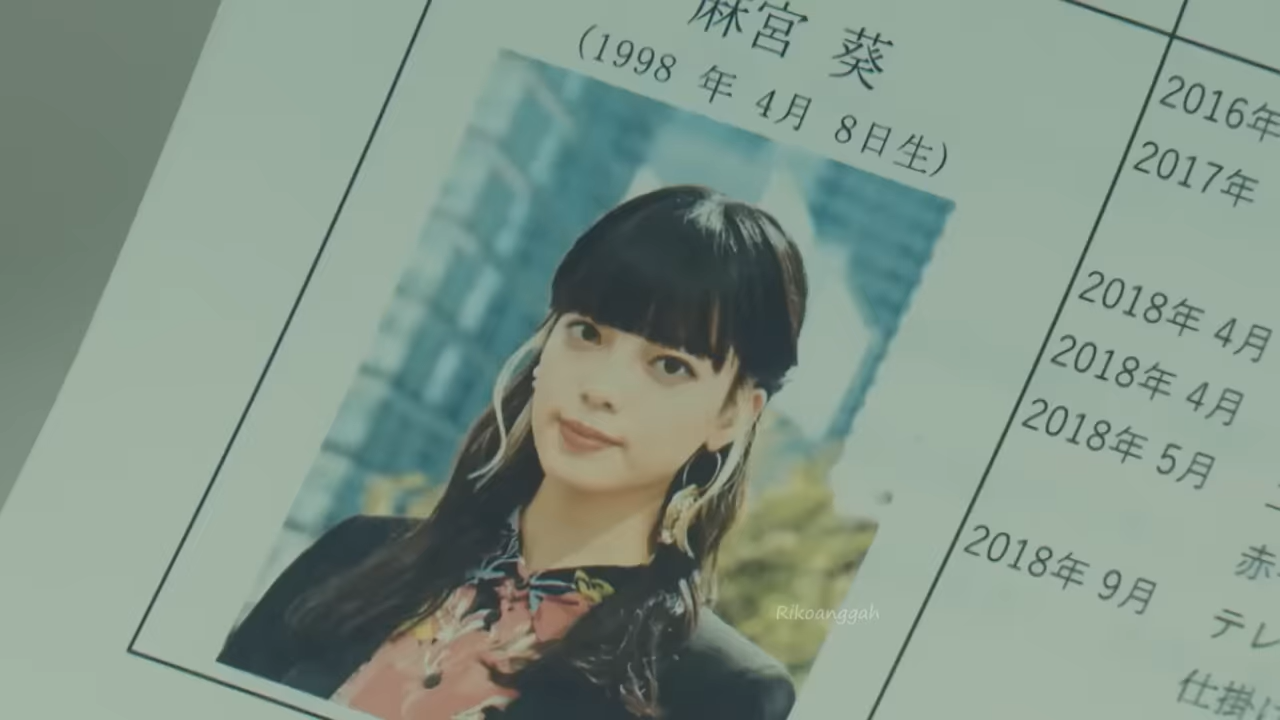 麻宮 葵
(1998 年 4月 8日生)
2016年
2017年
2018年 4月
2018年 4月
2018年 5月
赤
2018年 9月
テレ
仕掛け
Rikoanggah